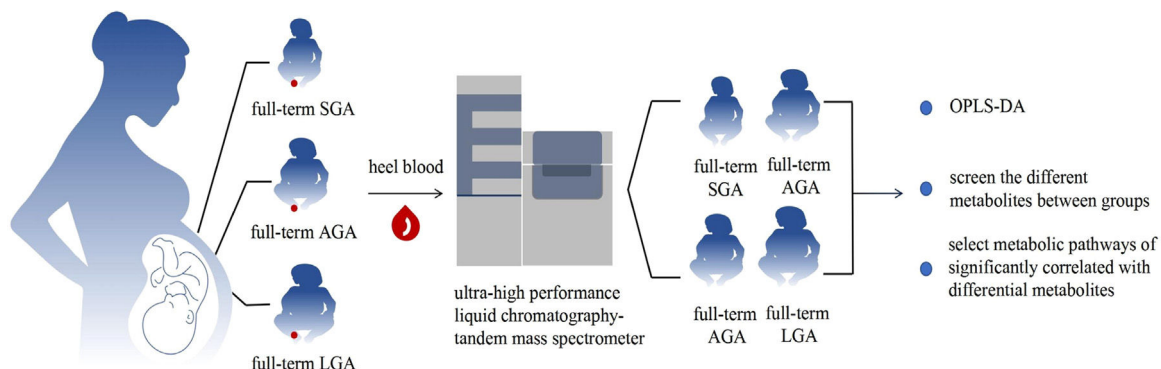 full-term SGA
full-term AGA
full-term LGA
heel blood
ultra-high performance
liquid chromatography-
tandem mass spectrometer
full-term
SGA
full-term
AGA
full-term
AGA
full-term
LGA
OPLS-DA
screen the different
metabolites between groups
select metabolic pathways of
significantly correlated with
differential metabolites